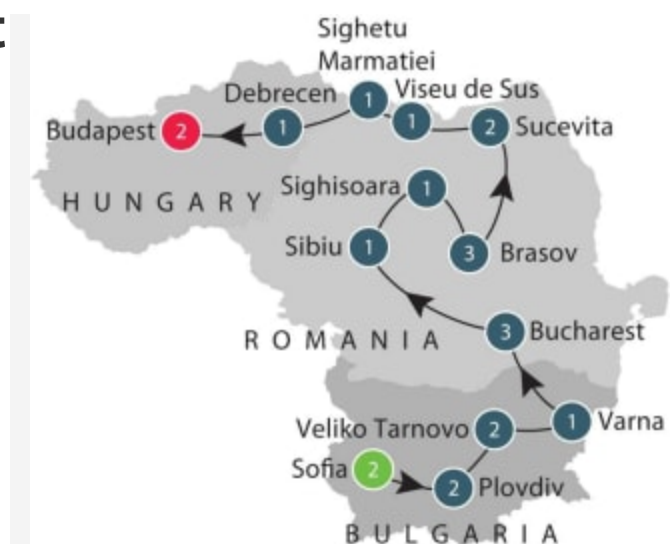 Sighetu
Marmatiei
1
Viseu de Sus
1
Debrecen
1
Budapest 2
2 Sucevita
HUNGARY
Sighisoara 1
Sibiu 1
3 Brasov
ROMANIA
3 Bucharest
Veliko Tarnovo 2
1 Varna
Sofia 2
2 Plovdiv
BULGARIA